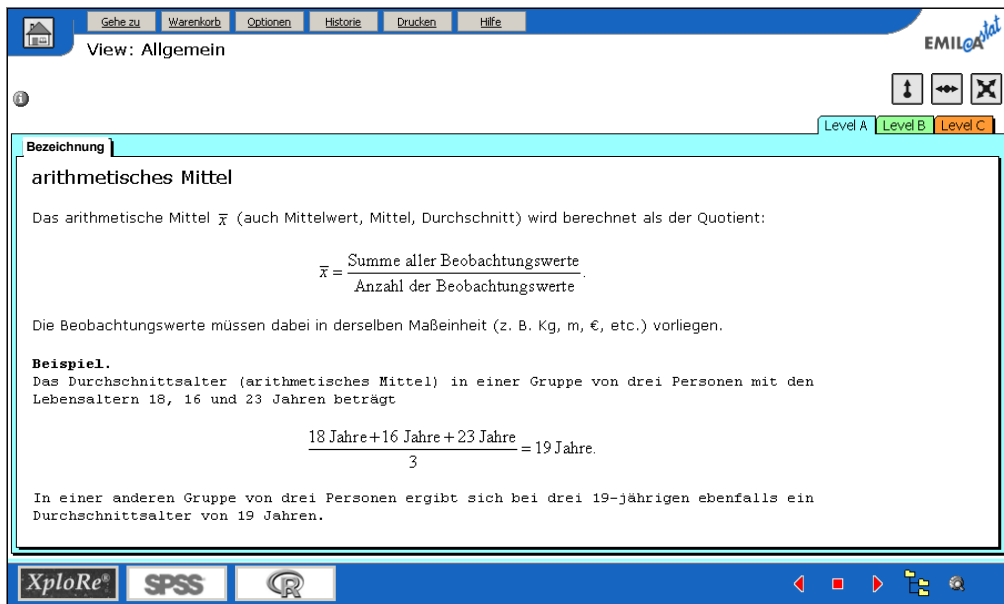 Gehe zu Warenkorb Optionen Historie Drucken Hilfe
View: Allgemein
EMILeAstat
Level A Level B Level C
Bezeichnung
arithmetisches Mittel
Das arithmetische Mittel x̅ (auch Mittelwert, Mittel, Durchschnitt) wird berechnet als der Quotient:
x̅ = Summe aller Beobachtungswerte / Anzahl der Beobachtungswerte.
Die Beobachtungswerte müssen dabei in derselben Maßeinheit (z. B. Kg, m, €, etc.) vorliegen.
Beispiel.
Das Durchschnittsalter (arithmetisches Mittel) in einer Gruppe von drei Personen mit den
Lebensaltern 18, 16 und 23 Jahren beträgt
18 Jahre+16 Jahre+23 Jahre / 3 = 19 Jahre.
In einer anderen Gruppe von drei Personen ergibt sich bei drei 19-jährigen ebenfalls ein
Durchschnittsalter von 19 Jahren.
XploRe® SPSS R